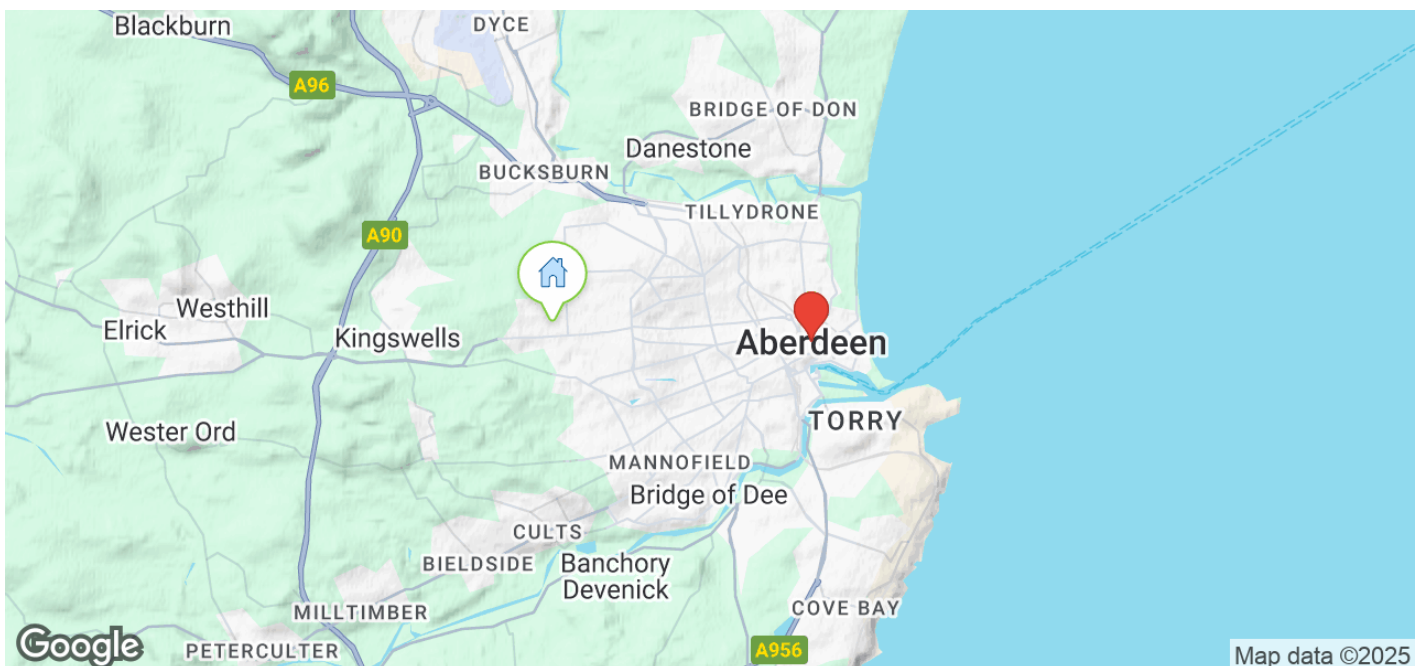 DYCE
Blackburn
A96
BRIDGE OF DON
Danestone
BUCKSBURN
TILLYDRONE
A90
Westhill
Elrick
Kingswells
Aberdeen
TORRY
Wester Ord
MANNOFIELD
Bridge of Dee
CULTS
BIELDSIDE
Banchory
Devenick
MILLTIMBER
COVE BAY
PETERCULTER
A956
Google
Map data ©2025